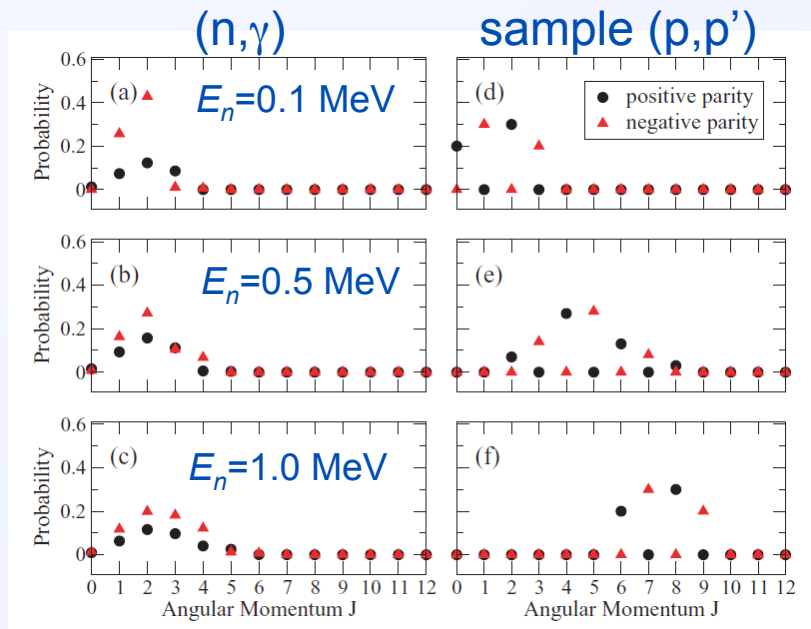 (n,γ)
sample (p,p’)
0.6
0.4
0.2
0
Probability
(a)
E_n=0.1 MeV
(d)
positive parity
negative parity
0.6
0.4
0.2
0
Probability
(b)
E_n=0.5 MeV
(e)
0.6
0.4
0.2
0
Probability
(c)
E_n=1.0 MeV
(f)
0 1 2 3 4 5 6 7 8 9 10 11 12
0 1 2 3 4 5 6 7 8 9 10 11 12
Angular Momentum J
Angular Momentum J